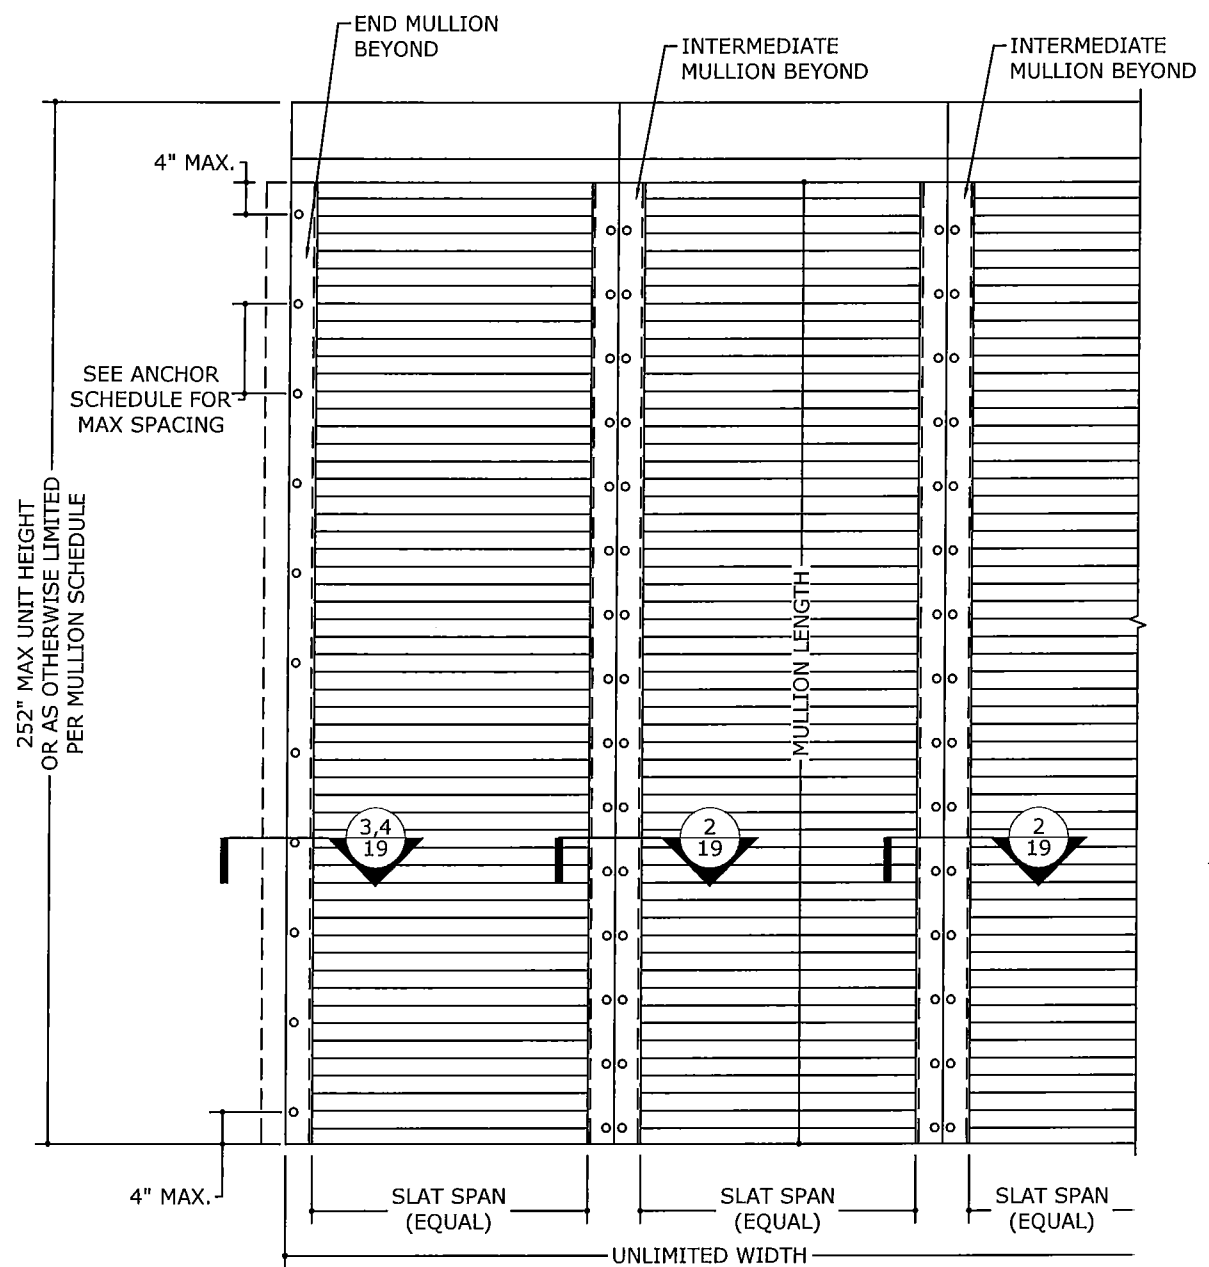 END MULLION
BEYOND
INTERMEDIATE
MULLION BEYOND
INTERMEDIATE
MULLION BEYOND
4" MAX.
SEE ANCHOR
SCHEDULE FOR
MAX SPACING
252" MAX UNIT HEIGHT
OR AS OTHERWISE LIMITED
PER MULLION SCHEDULE
MULLION LENGTH
3,4
19
2
19
2
19
4" MAX.
SLAT SPAN
(EQUAL)
SLAT SPAN
(EQUAL)
SLAT SPAN
(EQUAL)
UNLIMITED WIDTH